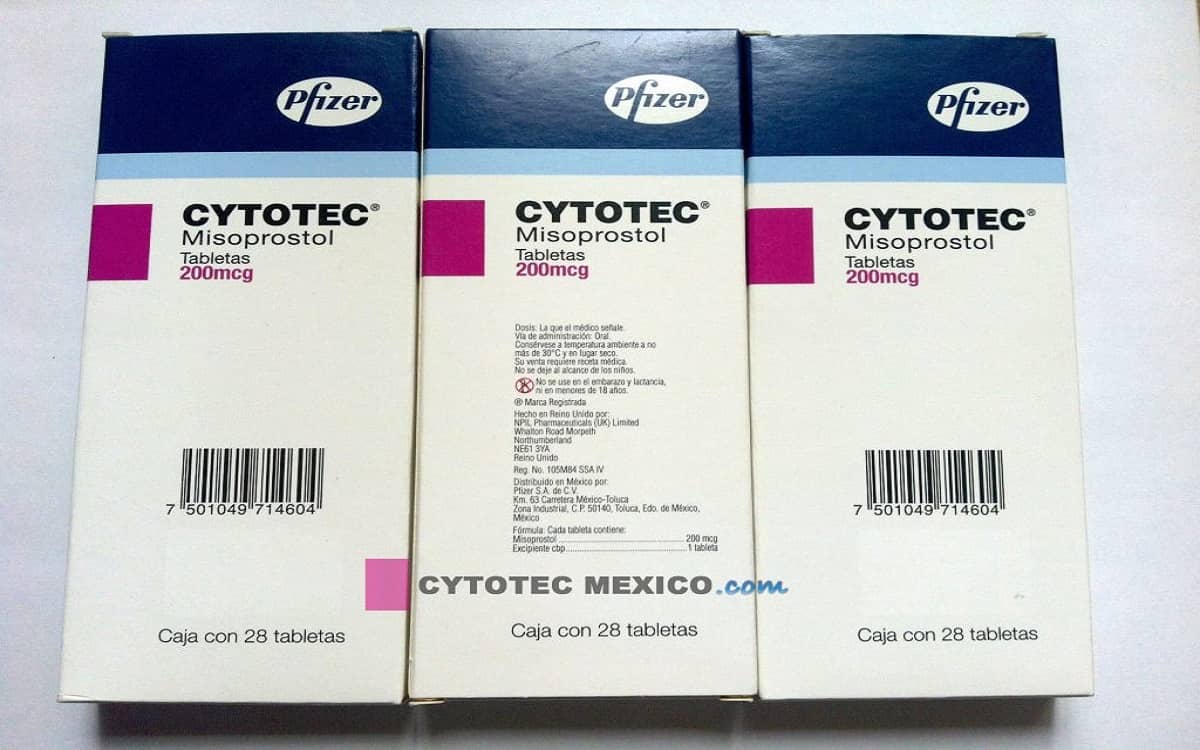 Pfizer
CYTOTEC®
Misoprostol
Tabletas
200mcg
7 501049 714604
Caja con 28 tabletas
Pfizer
CYTOTEC®
Misoprostol
Tabletas
200mcg
Dosis: La que el médico señale.
Vía de administración: Oral.
Consérvese a temperatura ambiente a no
más de 30°C y en lugar seco.
Su venta requiere receta médica.
No se deje al alcance de los niños.
No se use en el embarazo y lactancia,
ni en menores de 18 años.
® Marca Registrada
Hecho en Reino Unido por:
NPIL Pharmaceuticals (UK) Limited
Whalton Road Morpeth
Northumberland
NE61 3YA
Reino Unido
Reg. No. 105M84 SSA IV
Distribuido en México por:
Pfizer S.A. de C.V.
Km. 63 Carretera México-Toluca
Zona Industrial, C.P. 50140, Toluca, Edo. de México,
México
Fórmula: Cada tableta contiene:
Misoprostol ........................ 200 mcg
Excipiente cbp........................ 1 tableta
CYTOTEC MEXICO.com
Caja con 28 tabletas
Pfizer
CYTOTEC®
Misoprostol
Tabletas
200mcg
7 501049 714604
Caja con 28 tabletas